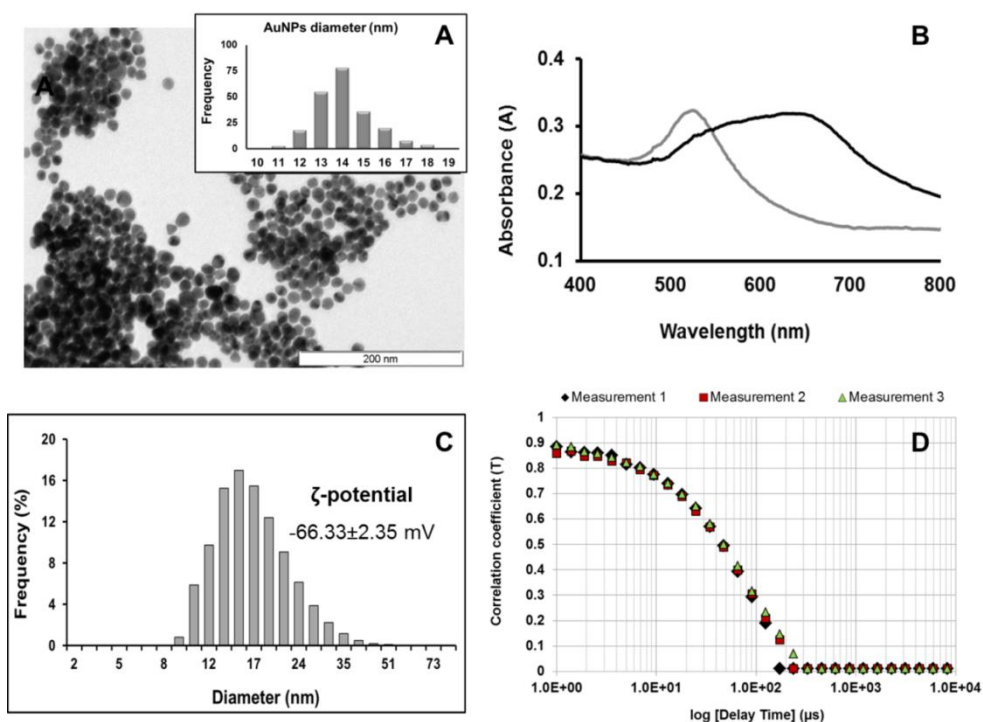 AuNPs diameter (nm)
A
A
100
75
50
25
0
Frequency
10 11 12 13 14 15 16 17 18 19
200 nm
B
0.4
0.3
0.2
0.1
Absorbance (A)
400 500 600 700 800
Wavelength (nm)
C
20
16
12
8
4
0
Frequency (%)
ζ-potential
-66.33±2.35 mV
2 5 8 12 17 24 35 51 73
Diameter (nm)
Measurement 1 Measurement 2 Measurement 3
D
1
0.9
0.8
0.7
0.6
0.5
0.4
0.3
0.2
0.1
0
Correlation coefficient (T)
1.0E+00 1.0E+01 1.0E+02 1.0E+03 1.0E+04
log [Delay Time] (µs)